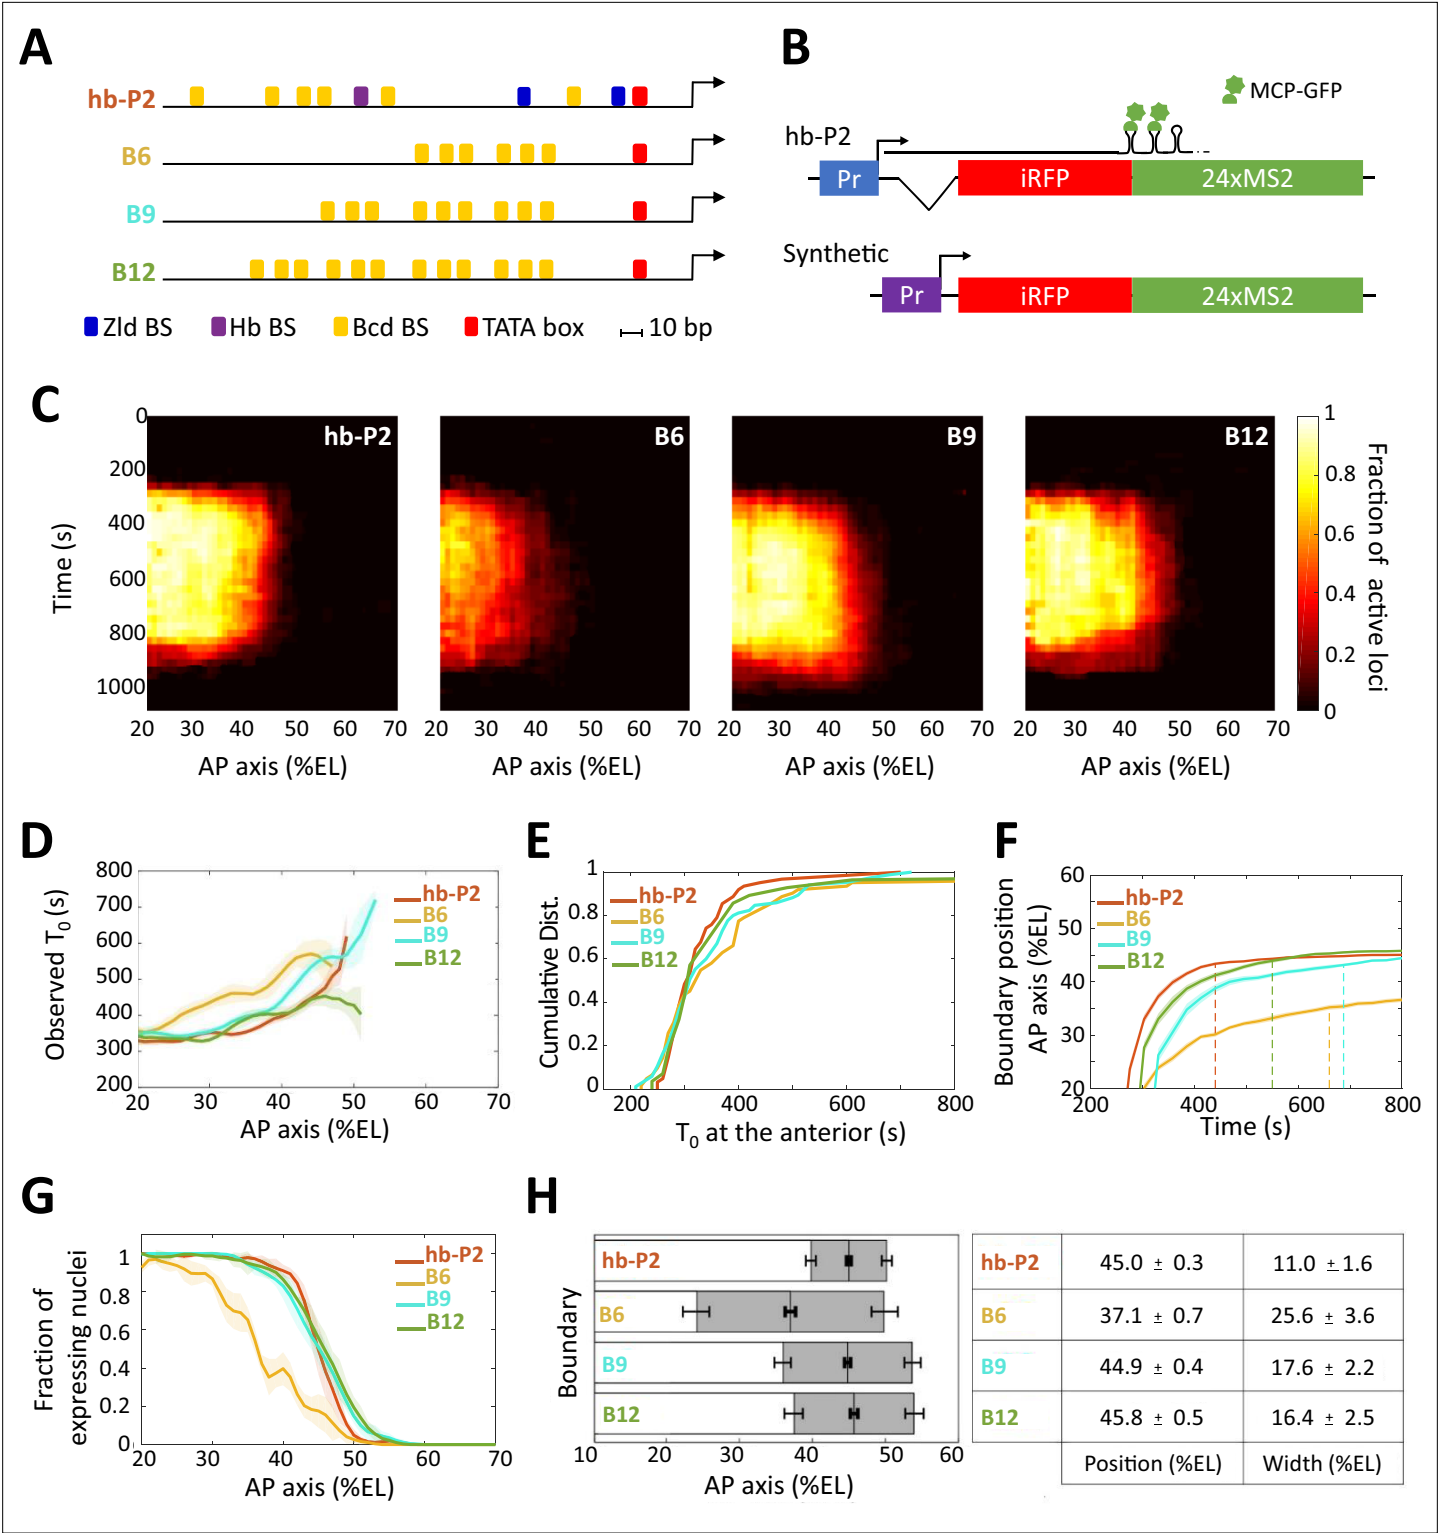 A
hb-P2
B6
B9
B12
Zld BS
Hb BS
Bcd BS
TATA box
10 bp
B
MCP-GFP
hb-P2
Pr
iRFP
24xMS2
Synthetic
Pr
iRFP
24xMS2
C
Time (s)
0
200
400
600
800
1000
hb-P2
B6
B9
B12
20 30 40 50 60 70
20 30 40 50 60 70
20 30 40 50 60 70
20 30 40 50 60 70
AP axis (%EL)
AP axis (%EL)
AP axis (%EL)
AP axis (%EL)
1
0.8
0.6
0.4
0.2
0
Fraction of active loci
D
Observed T0(s)
800
700
600
500
400
300
200
hb-P2
B6
B9
B12
30 40 50 60 70
AP axis (%EL)
E
Cumulative Dist.
1
0.8
0.6
0.4
0.2
0
hb-P2
B6
B9
B12
200 400 600 800
T0 at the anterior (s)
F
Boundary position
AP axis (%EL)
60
50
40
30
20
hb-P2
B6
B9
B12
200 400 600 800
Time (s)
G
Fraction of
expressing nuclei
1
0.8
0.6
0.4
0.2
0
hb-P2
B6
B9
B12
20 30 40 50 60 70
AP axis (%EL)
H
Boundary
hb-P2
B6
B9
B12
10 20 30 40 50 60
AP axis (%EL)
hb-P2 45.0 ± 0.3 11.0 ± 1.6
B6 37.1 ± 0.7 25.6 ± 3.6
B9 44.9 ± 0.4 17.6 ± 2.2
B12 45.8 ± 0.5 16.4 ± 2.5
Position (%EL) Width (%EL)